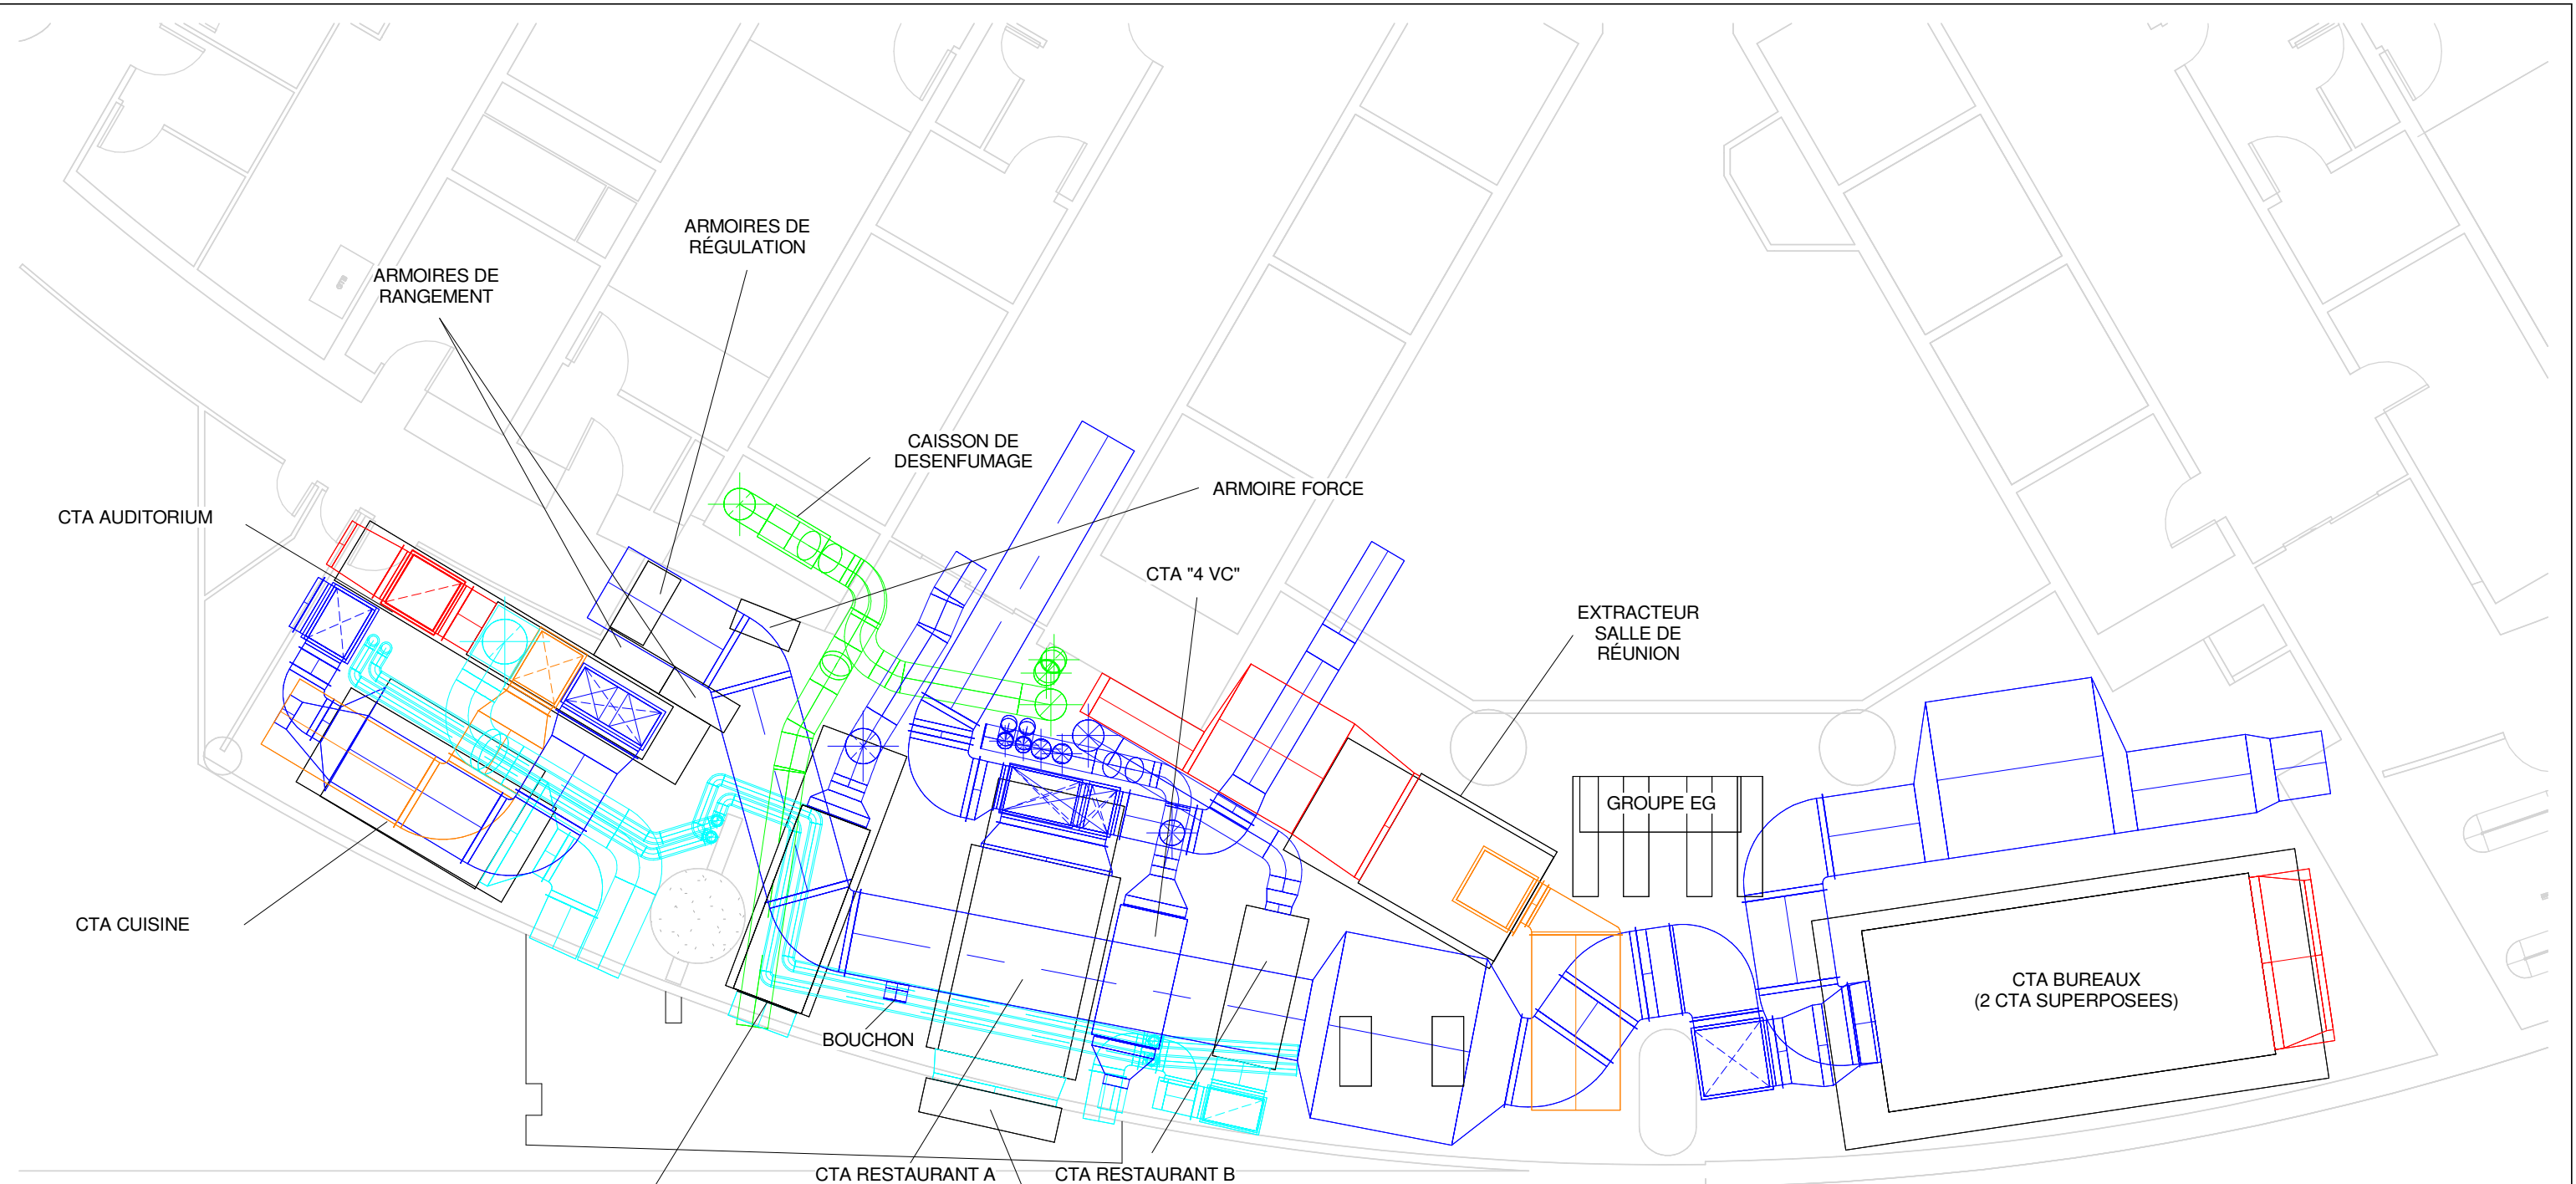 ARMOIRES DE
RÉGULATION
ARMOIRES DE
RANGEMENT
CAISSON DE
DESENFUMAGE
ARMOIRE FORCE
CTA AUDITORIUM
CTA "4 VC"
EXTRACTEUR
SALLE DE
RÉUNION
GROUPE EG
CTA CUISINE
CTA BUREAUX
(2 CTA SUPERPOSEES)
BOUCHON
CTA RESTAURANT A
CTA RESTAURANT B